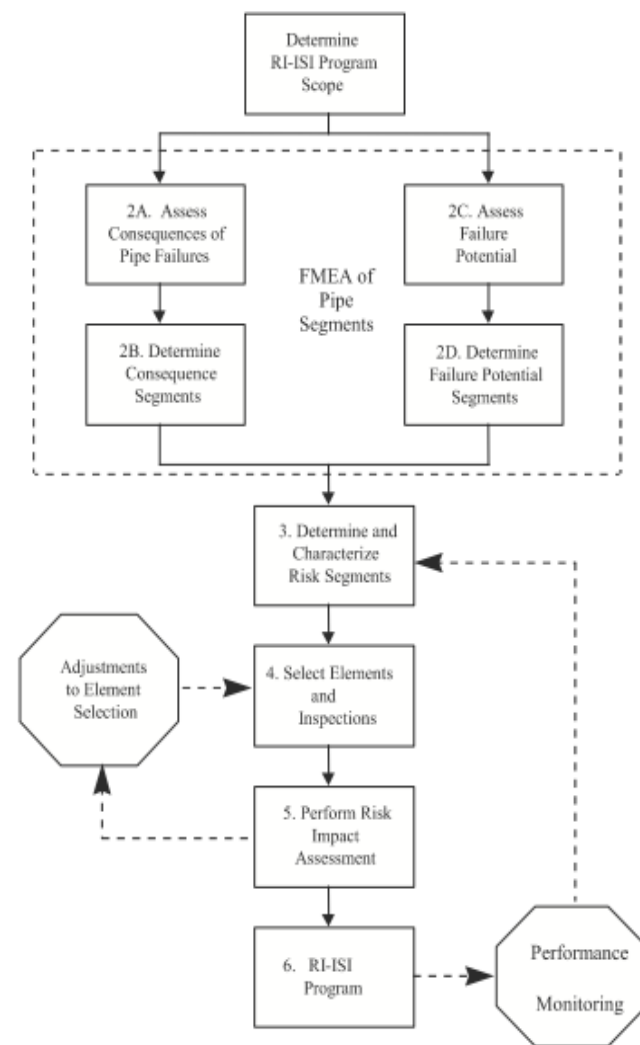 Determine
RI-ISI Program
Scope
2A. Assess
Consequences of
Pipe Failures
2C. Assess
Failure
Potential
FMEA of
Pipe
Segments
2B. Determine
Consequence
Segments
2D. Determine
Failure Potential
Segments
3. Determine and
Characterize
Risk Segments
Adjustments
to Element
Selection
4. Select Elements
and
Inspections
5. Perform Risk
Impact
Assessment
6. RI-ISI
Program
Performance
Monitoring